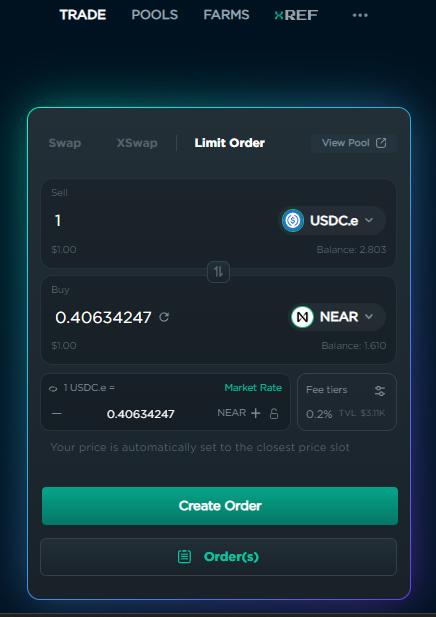 TRADE POOLS FARMS xREF •••
Swap XSwap Limit Order View Pool
Sell
1 USDC.e
$1.00 Balance: 2.803
Buy
0.40634247 NEAR
$1.00 Balance: 1.610
1 USDC.e = Market Rate Fee tiers
— 0.40634247 NEAR + 0.2% TVL $3.11K
Your price is automatically set to the closest price slot
Create Order
Order(s)